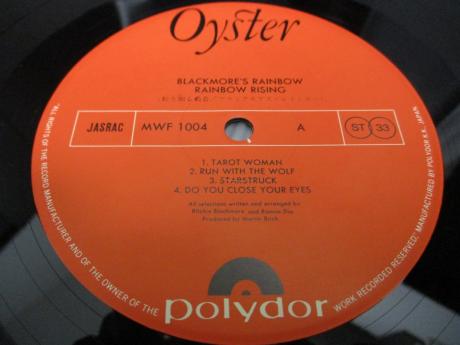 Oyster
BLACKMORE'S RAINBOW
RAINBOW RISING
JASRAC MWF 1004 A ST 33
1. TAROT WOMAN
2. RUN WITH THE WOLF
3. STARSTRUCK
4. DO YOU CLOSE YOUR EYES
All selections written and arranged by
Ritchie Blackmore and Ronnie Dio
Produced by Martin Birch
polydor
"ALL RIGHTS OF THE RECORD MANUFACTURER AND OF THE OWNER OF THE WORK RECORDED RESERVED." MANUFACTURED BY POLYDOR K.K., JAPAN